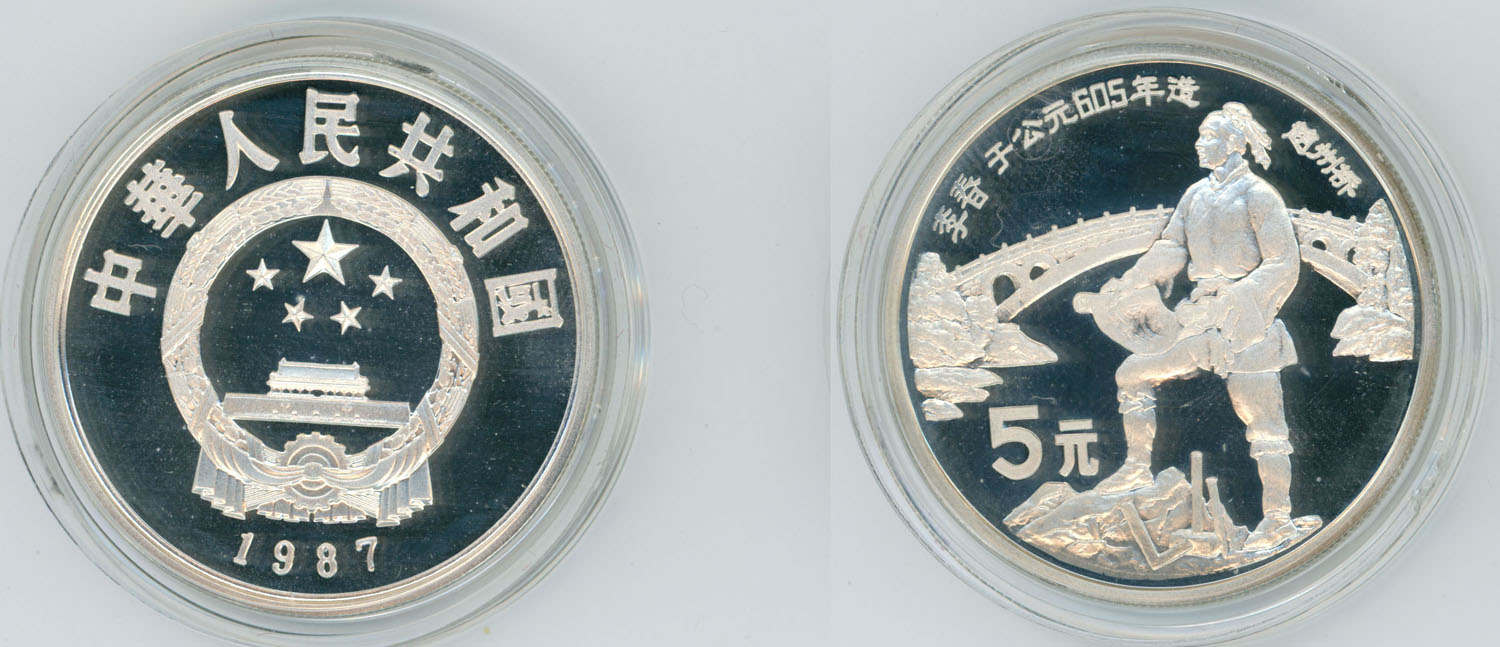 中華人民共和国
1987
李春 于公元605年造
赵州桥
5元